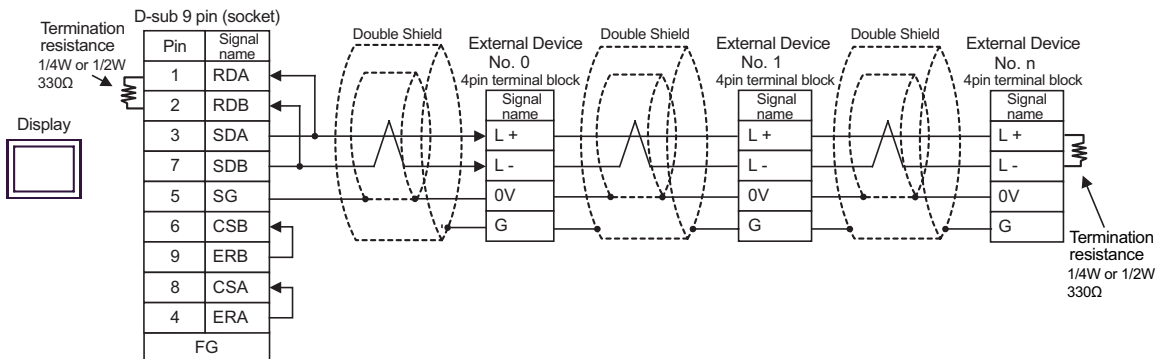 D-sub 9 pin (socket)
Termination
resistance
1/4W or 1/2W
330Ω
Display
Pin
Signal
name
1 RDA
2 RDB
3 SDA
7 SDB
5 SG
6 CSB
9 ERB
8 CSA
4 ERA
FG
Double Shield
External Device
No. 0
4pin terminal block
Signal
name
L +
L -
0V
G
Double Shield
External Device
No. 1
4pin terminal block
Signal
name
L +
L -
0V
G
Double Shield
External Device
No. n
4pin terminal block
Signal
name
L +
L -
0V
G
Termination
resistance
1/4W or 1/2W
330Ω